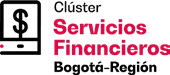 Clúster
Servicios
Financieros
Bogotá-Región